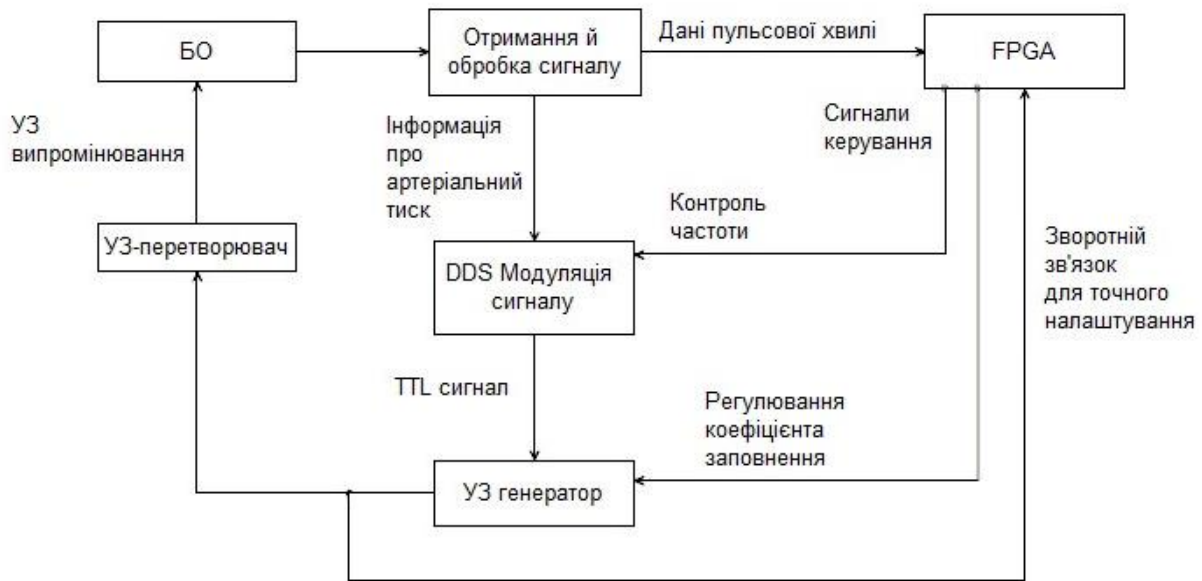 БО
Отримання й
обробка сигналу
Дані пульсової хвилі
FPGA
УЗ
випромінювання
Інформація
про
артеріальний
тиск
Сигнали
керування
УЗ-перетворювач
Контроль
частоти
Зворотній
зв'язок
для точного
налаштування
DDS Модуляція
сигналу
TTL сигнал
Регулювання
коефіцієнта
заповнення
УЗ генератор